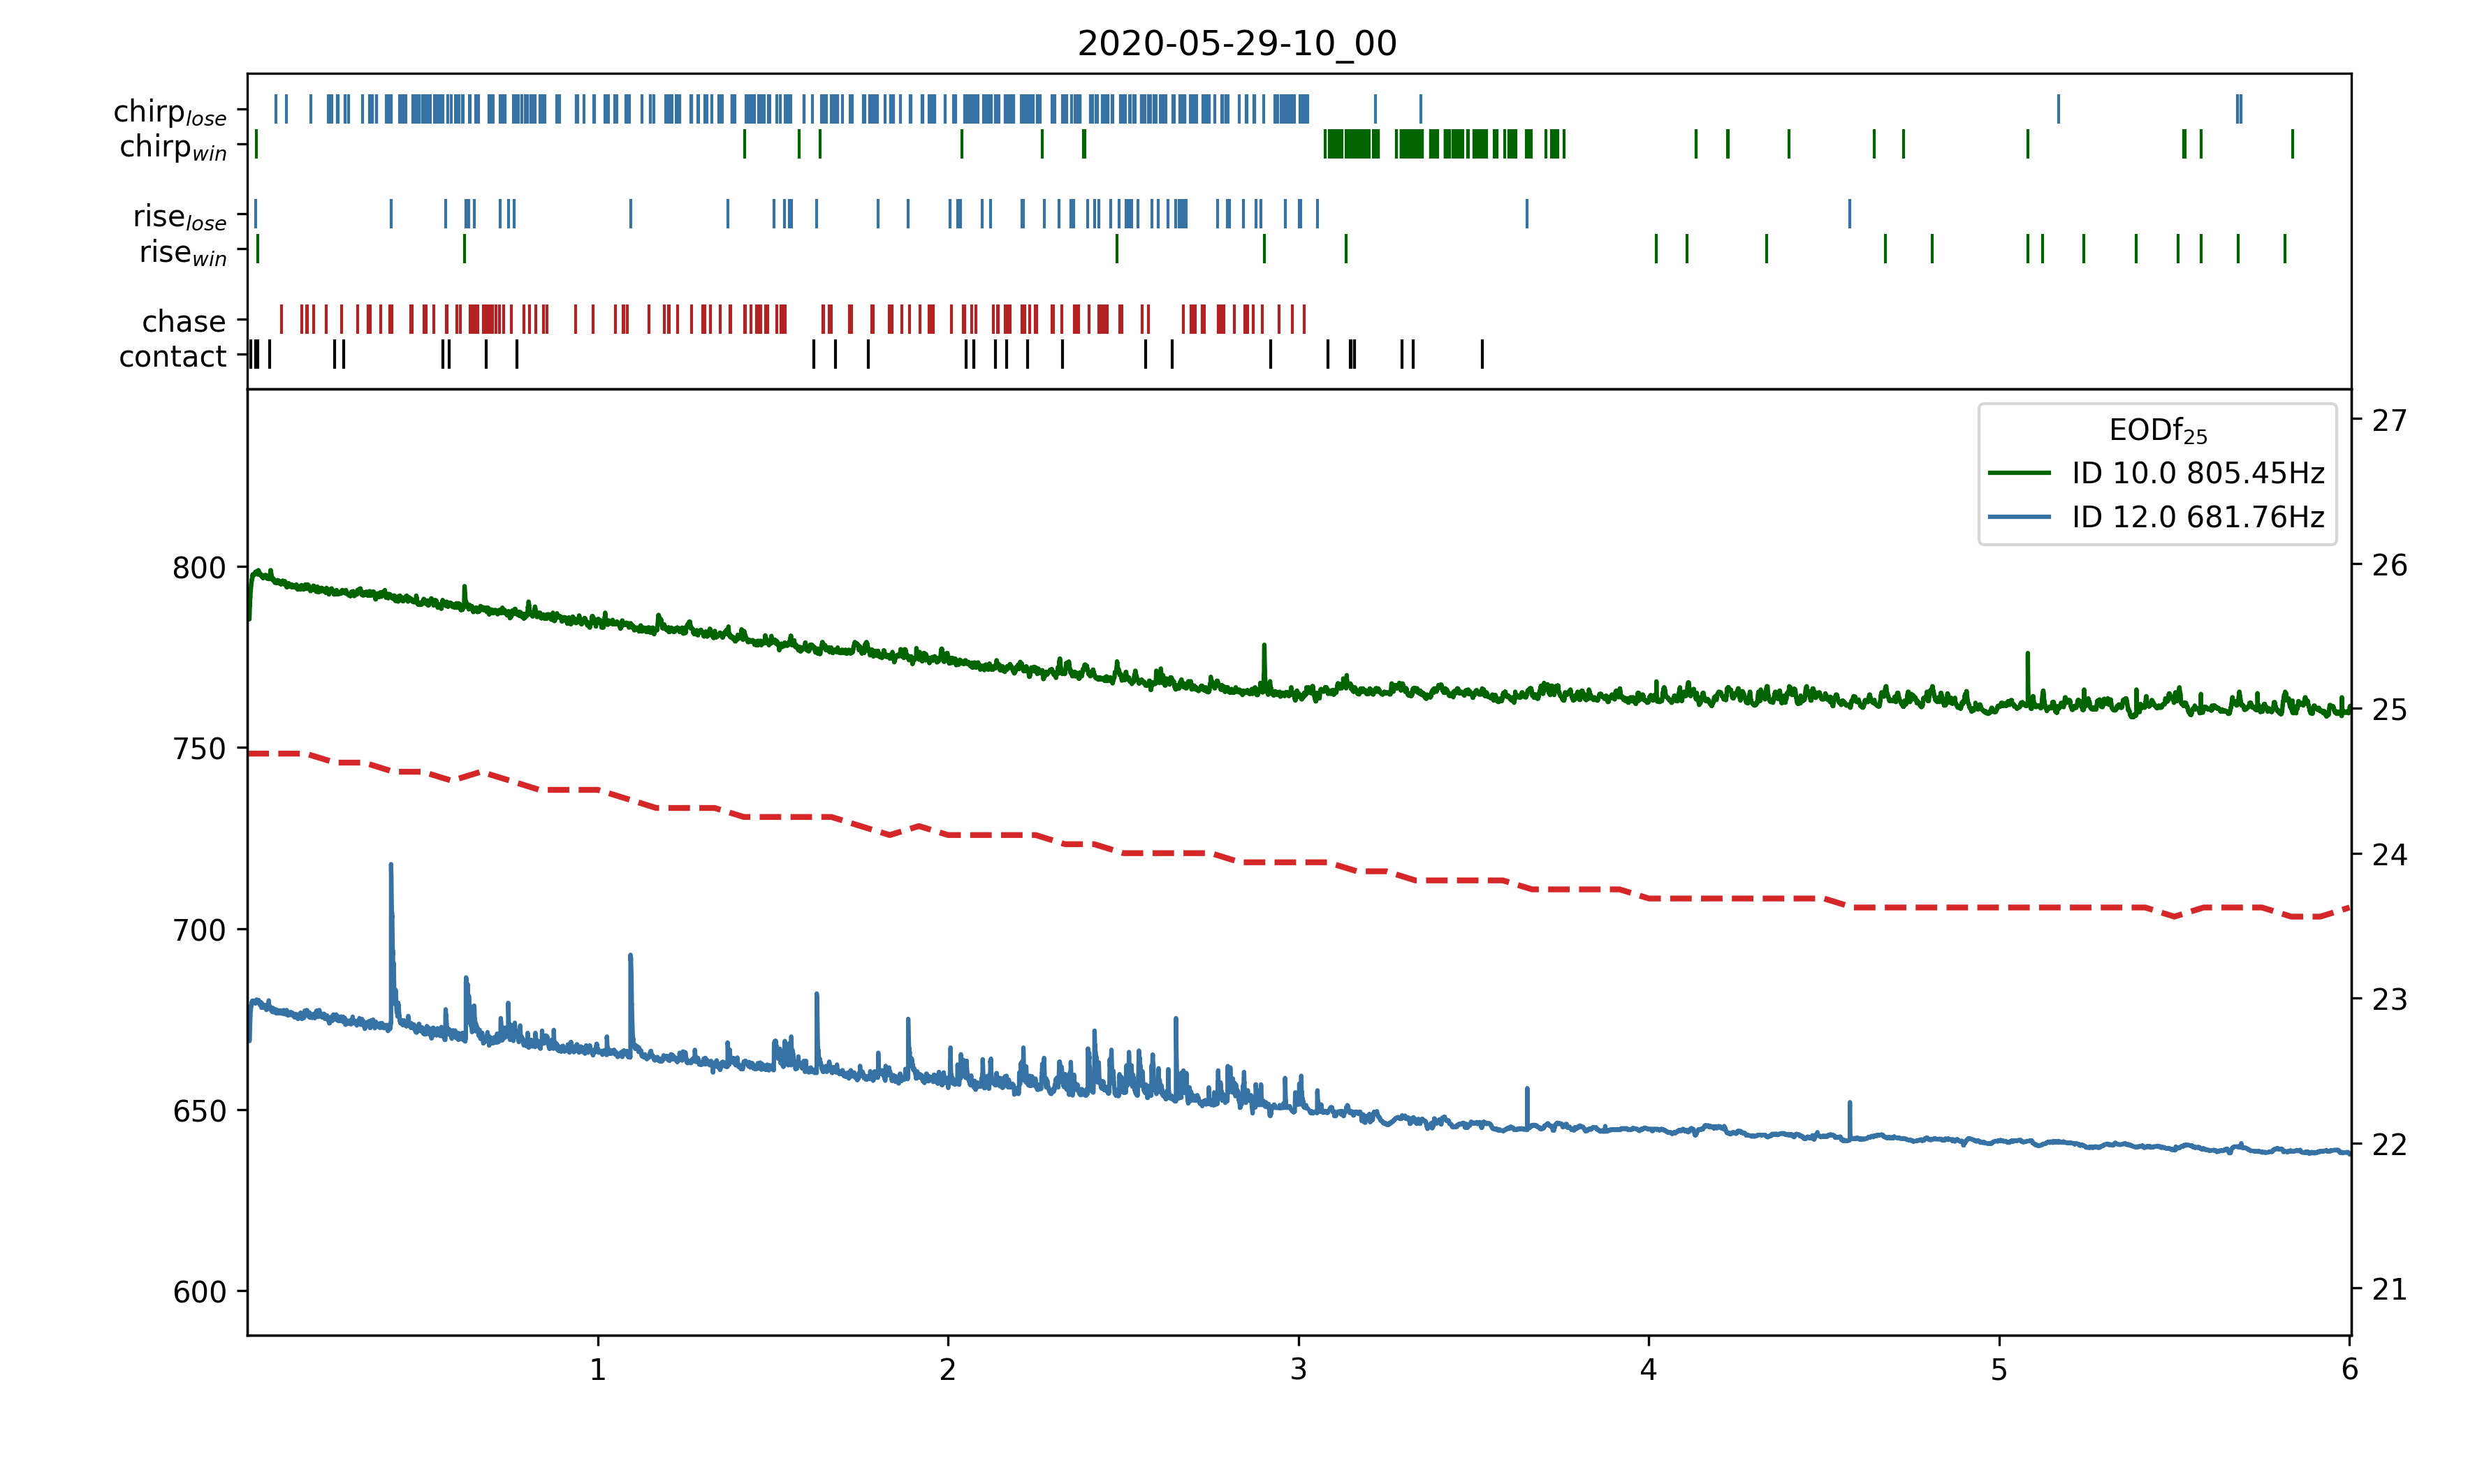 2020-05-29-10_00
chirp_lose
chirp_win
rise_lose
rise_win
chase
contact
27
EODf_25
ID 10.0 805.45Hz
ID 12.0 681.76Hz
800
26
750
25
24
700
23
650
22
600
21
1 2 3 4 5 6